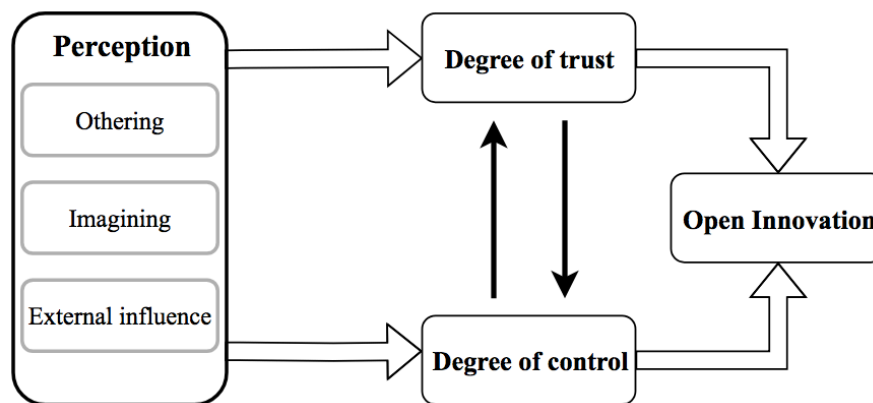 Perception
Othering
Imagining
External influence
Degree of trust
Degree of control
Open Innovation